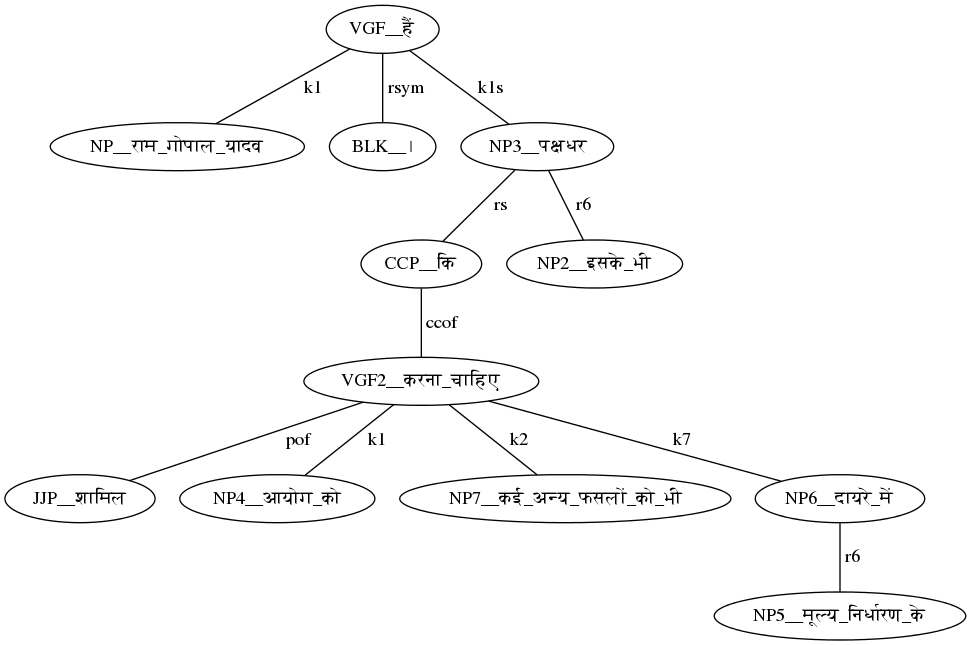 VGF__हैं
k1
rsym
k1s
NP__राम_गोपाल_यादव
BLK__।
NP3__पक्षधर
rs
r6
CCP__कि
NP2__इसके_भी
ccof
VGF2__करना_चाहिए
pof
k1
k2
k7
JJP__शामिल
NP4__आयोग_को
NP7__कई_अन्य_फसलों_को_भी
NP6__दायरे_में
r6
NP5__मूल्य_निर्धारण_के